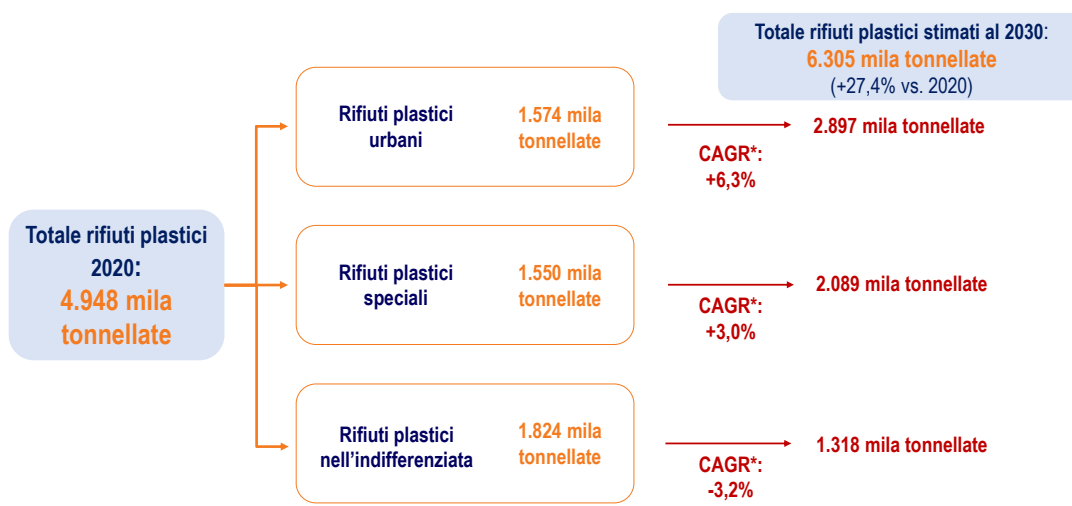 Totale rifiuti plastici stimati al 2030:
6.305 mila tonnellate
(+27,4% vs. 2020)
Totale rifiuti plastici
2020:
4.948 mila
tonnellate
Rifiuti plastici
urbani
1.574 mila
tonnellate
CAGR*:
+6,3%
2.897 mila tonnellate
Rifiuti plastici
speciali
1.550 mila
tonnellate
CAGR*:
+3,0%
2.089 mila tonnellate
Rifiuti plastici
nell'indifferenziata
1.824 mila
tonnellate
CAGR*:
-3,2%
1.318 mila tonnellate